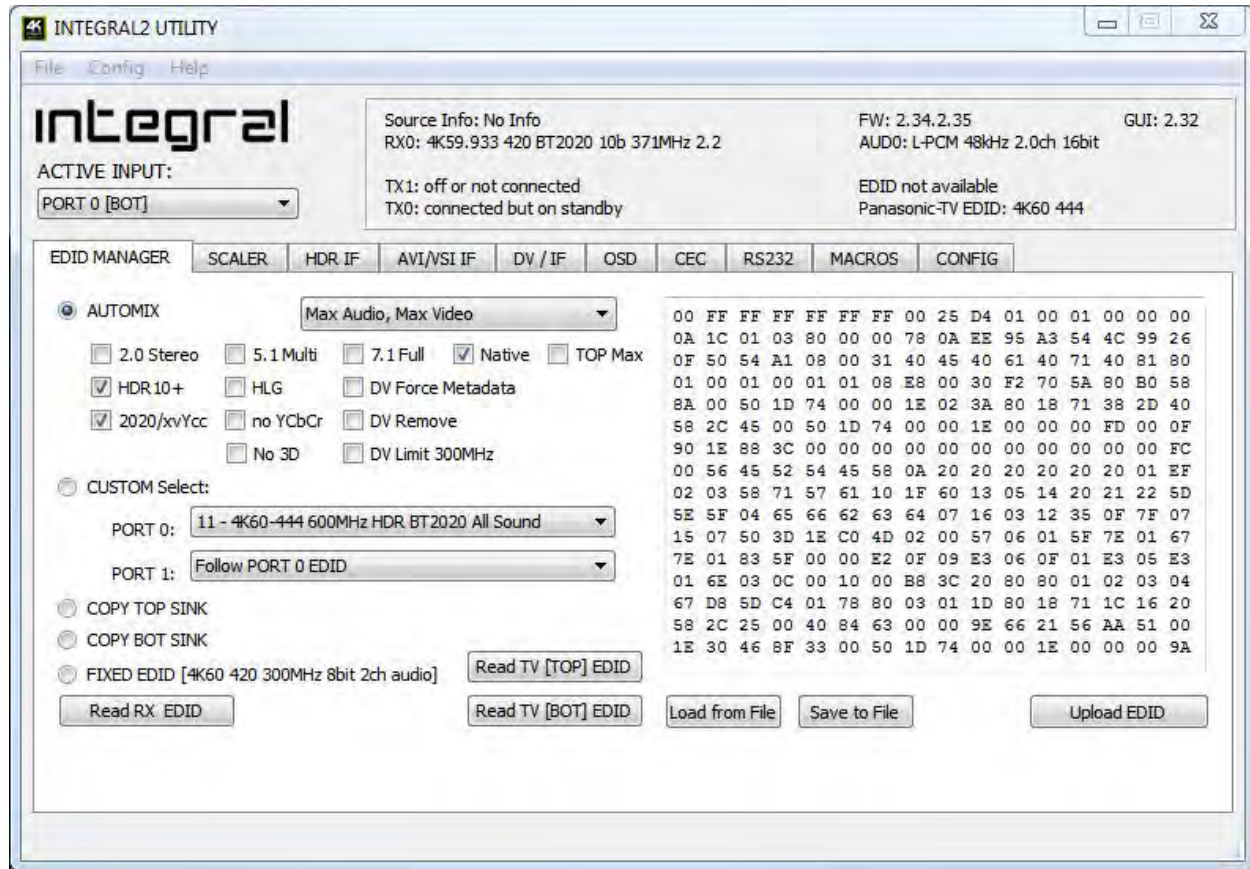 INTEGRAL2 UTILITY
File Config Help
integral
Source Info: No Info
FW: 2.34.2.35
GUI: 2.32
RX0: 4K59.933 420 BT2020 10b 371MHz 2.2
AUD0: L-PCM 48kHz 2.0ch 16bit
ACTIVE INPUT:
PORT 0 [BOT]
TX1: off or not connected
EDID not available
TX0: connected but on standby
Panasonic-TV EDID: 4K60 444
EDID MANAGER SCALER HDR IF AVI/VSI IF DV / IF OSD CEC RS232 MACROS CONFIG
AUTOMIX Max Audio, Max Video
2.0 Stereo 5.1 Multi 7.1 Full Native TOP Max
HDR10+ HLG DV Force Metadata
2020/xvYcc no YCbCr DV Remove
No 3D DV Limit 300MHz
CUSTOM Select:
PORT 0: 11 - 4K60-444 600MHz HDR BT2020 All Sound
PORT 1: Follow PORT 0 EDID
COPY TOP SINK
COPY BOT SINK
FIXED EDID [4K60 420 300MHz 8bit 2ch audio]
Read TV [TOP] EDID
Read RX EDID
Read TV [BOT] EDID
00 FF FF FF FF FF FF 00 25 D4 01 00 01 00 00 00
0A 1C 01 03 80 00 00 78 0A EE 95 A3 54 4C 99 26
0F 50 54 A1 08 00 31 40 45 40 61 40 71 40 81 80
01 00 01 00 01 01 08 E8 00 30 F2 70 5A 80 B0 58
8A 00 50 1D 74 00 00 1E 02 3A 80 18 71 38 2D 40
58 2C 45 00 50 1D 74 00 00 1E 00 00 00 FD 00 0F
90 1E 88 3C 00 00 00 00 00 00 00 00 00 00 00 FC
00 56 45 52 54 45 58 0A 20 20 20 20 20 20 01 EF
02 03 58 71 57 61 10 1F 60 13 05 14 20 21 22 5D
5E 5F 04 65 66 62 63 64 07 16 03 12 35 0F 7F 07
15 07 50 3D 1E C0 4D 02 00 57 06 01 5F 7E 01 67
7E 01 83 5F 00 00 E2 0F 09 E3 06 0F 01 E3 05 E3
01 6E 03 0C 00 10 00 B8 3C 20 80 80 01 02 03 04
67 D8 5D C4 01 78 80 03 01 1D 80 18 71 1C 16 20
58 2C 25 00 40 84 63 00 00 9E 66 21 56 AA 51 00
1E 30 46 8F 33 00 50 1D 74 00 00 1E 00 00 00 9A
Load from File
Save to File
Upload EDID